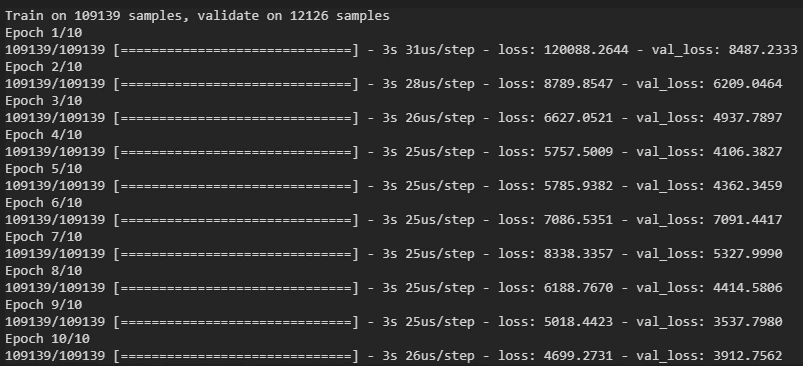 Train on 109139 samples, validate on 12126 samples
Epoch 1/10
109139/109139 [==============================] - 3s 31us/step - loss: 120088.2644 - val_loss: 8487.2333
Epoch 2/10
109139/109139 [==============================] - 3s 28us/step - loss: 8789.8547 - val_loss: 6209.0464
Epoch 3/10
109139/109139 [==============================] - 3s 26us/step - loss: 6627.0521 - val_loss: 4937.7897
Epoch 4/10
109139/109139 [==============================] - 3s 25us/step - loss: 5757.5009 - val_loss: 4106.3827
Epoch 5/10
109139/109139 [==============================] - 3s 25us/step - loss: 5785.9382 - val_loss: 4362.3459
Epoch 6/10
109139/109139 [==============================] - 3s 25us/step - loss: 7086.5351 - val_loss: 7091.4417
Epoch 7/10
109139/109139 [==============================] - 3s 25us/step - loss: 8338.3357 - val_loss: 5327.9990
Epoch 8/10
109139/109139 [==============================] - 3s 25us/step - loss: 6188.7670 - val_loss: 4414.5806
Epoch 9/10
109139/109139 [==============================] - 3s 25us/step - loss: 5018.4423 - val_loss: 3537.7980
Epoch 10/10
109139/109139 [==============================] - 3s 26us/step - loss: 4699.2731 - val_loss: 3912.7562